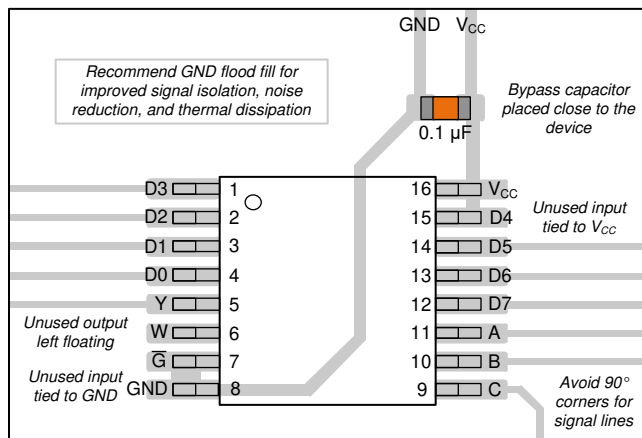 GND VCC
Recommend GND flood fill for
improved signal isolation, noise
reduction, and thermal dissipation
Bypass capacitor
placed close to the
device
0.1 µF
D3 1 16 VCC
D2 2 15 D4
Unused input
tied to VCC
D1 3 14 D5
D0 4 13 D6
Y 5 12 D7
Unused output
left floating
W 6 11 A
G̅ 7 10 B
Unused input
tied to GND
GND 8 9 C
Avoid 90°
corners for
signal lines